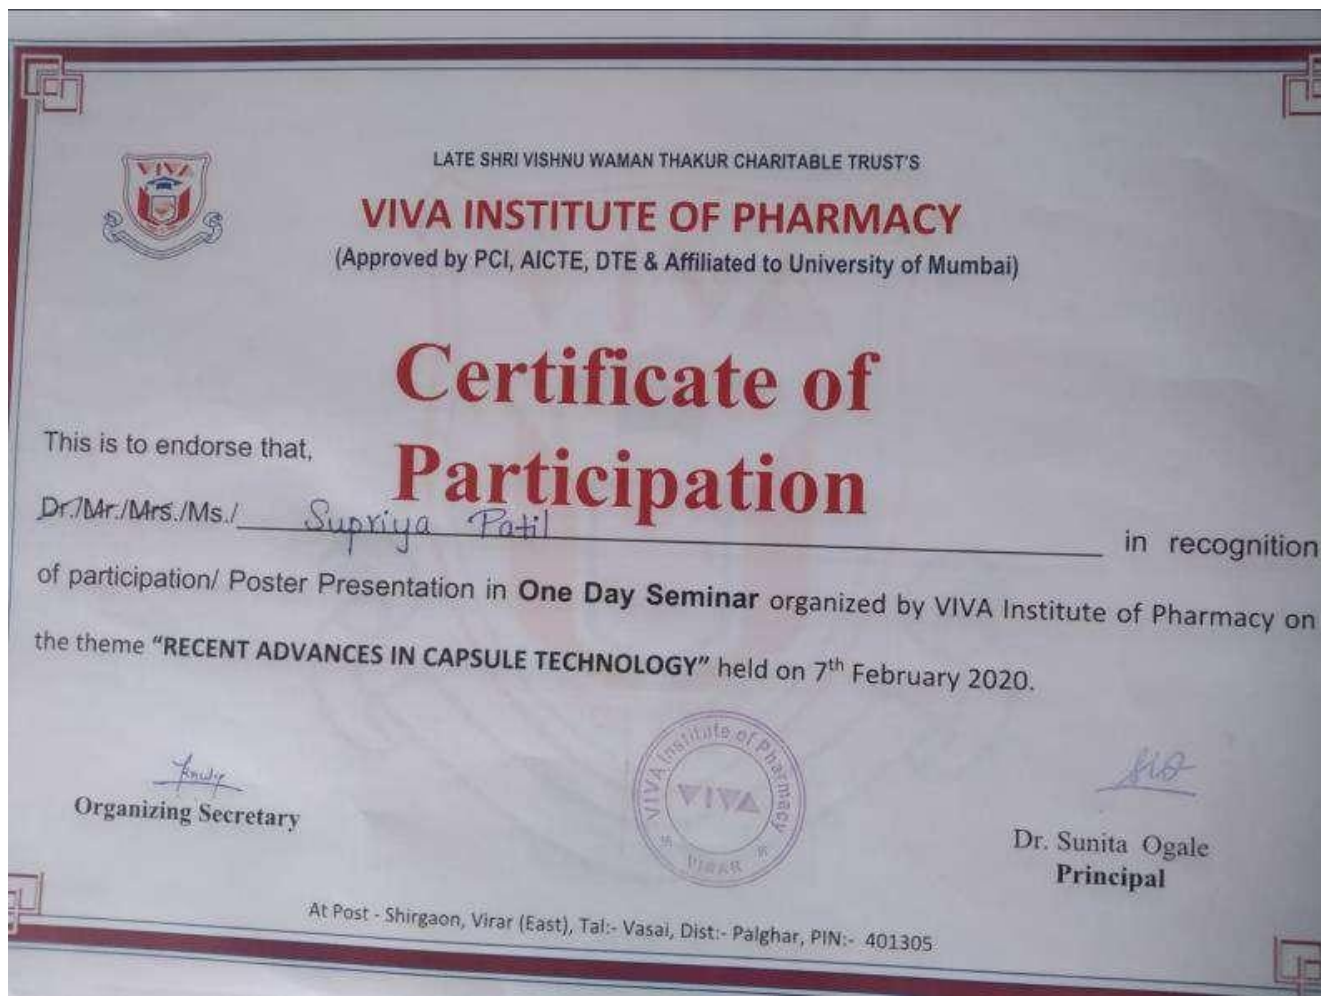 VIVA
LATE SHRI VISHNU WAMAN THAKUR CHARITABLE TRUST'S
VIVA INSTITUTE OF PHARMACY
(Approved by PCI, AICTE, DTE & Affiliated to University of Mumbai)
Certificate of
Participation
This is to endorse that,
Dr./Mr./Mrs./Ms./ Supriya Patil in recognition
of participation/ Poster Presentation in One Day Seminar organized by VIVA Institute of Pharmacy on
the theme "RECENT ADVANCES IN CAPSULE TECHNOLOGY" held on 7th February 2020.
VIVA Institute of Pharmacy
VIVA
VIRAR
Organizing Secretary
Dr. Sunita Ogale
Principal
At Post - Shirgaon, Virar (East), Tal:- Vasai, Dist:- Palghar, PIN:- 401305